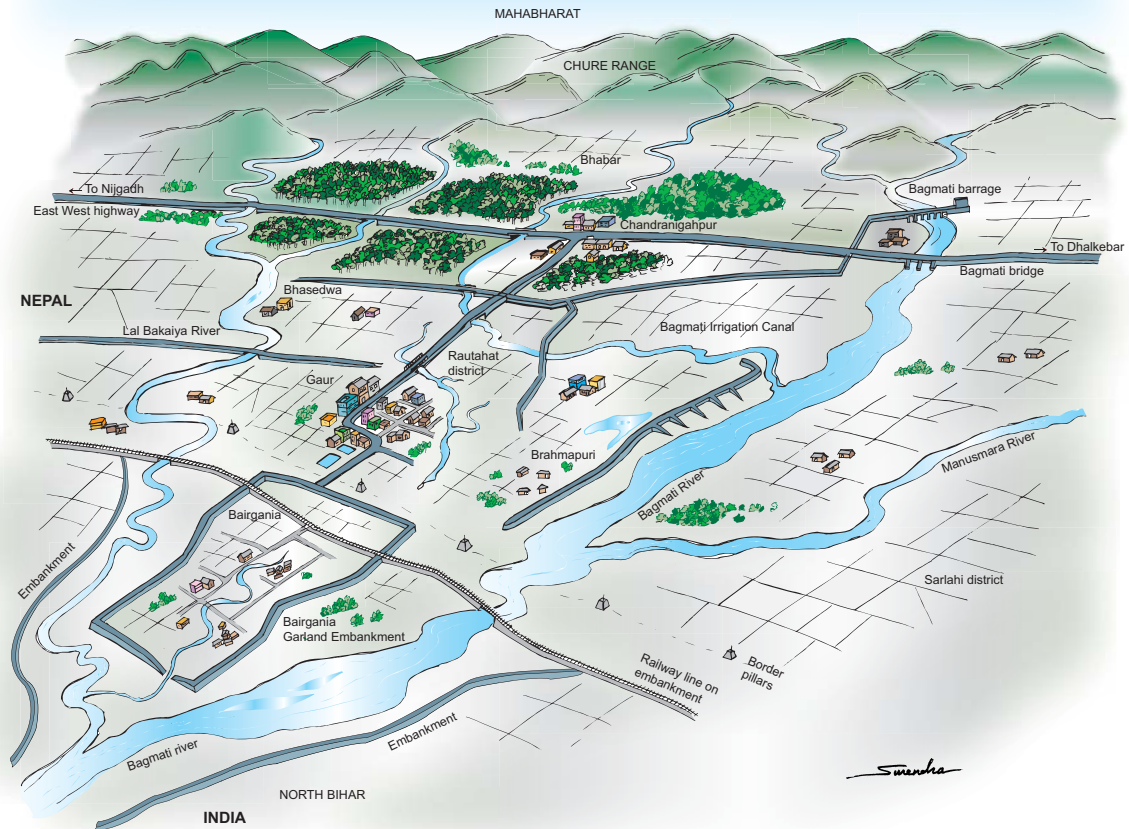 MAHABHARAT
CHURE RANGE
Bhabar
← To Nijgadh
Bagmati barrage
East West highway
Chandranigahpur
→ To Dhalkebar
Bagmati bridge
Bhasedwa
NEPAL
Lal Bakaiya River
Bagmati Irrigation Canal
Rautahat
district
Gaur
Brahmapuri
Manusmara River
Bagmati River
Bairgania
Embankment
Sarlahi district
Bairgania
Garland Embankment
Railway line on
embankment
Border
pillars
Embankment
Bagmati river
Surendra
NORTH BIHAR
INDIA